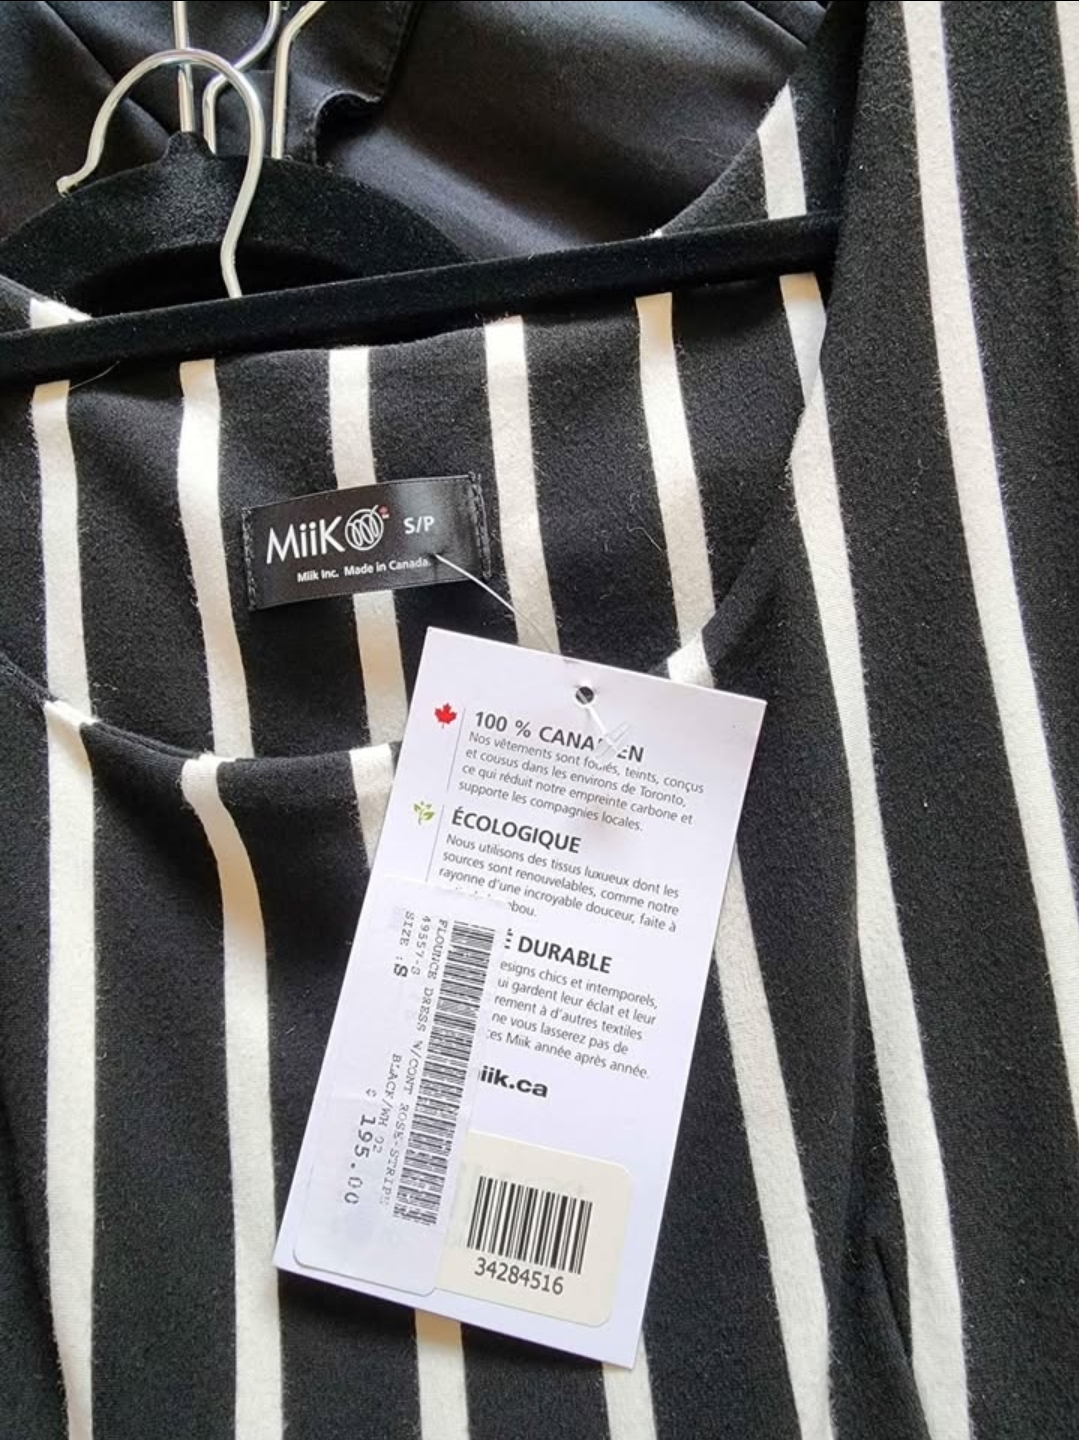 MiiK S/P
Miik Inc. Made in Canada.
100 % CANA EN
Nos vêtements sont teints, conçus
et cousus dans les environs de Toronto,
ce qui réduit notre empreinte carbone et
supporte les compagnies locales.
ÉCOLOGIQUE
Nous utilisons des tissus luxueux dont les
sources sont renouvelables, comme notre
rayonne d'une incroyable douceur, faite à
bou.
DURABLE
esigns chics et intemporels,
ui gardent leur éclat et leur
rement à d'autres textiles
ne vous lasserez pas de
es Miik année après année.
iik.ca
FLOUNCE DRESS W/CONT
49557-S
BLACK/WH 02
SIZE : S
195.00
34284516